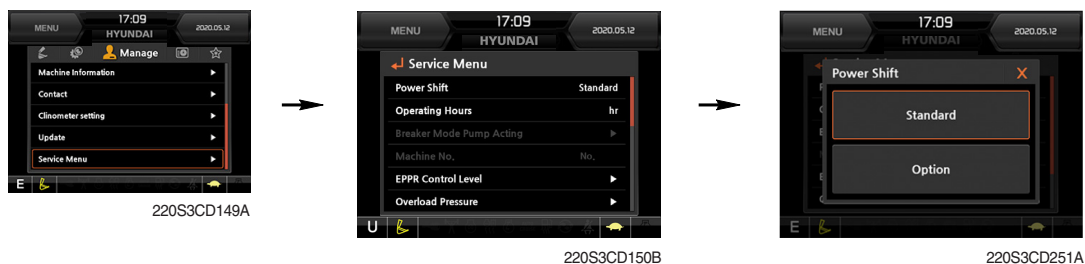 MENU
17:09
HYUNDAI
2020.05.12
Manage
Machine Information
Contact
Clinometer setting
Update
Service Menu
E
220S3CD149A
MENU
17:09
HYUNDAI
2020.05.12
Service Menu
Power Shift Standard
Operating Hours hr
Breaker Mode Pump Acting
Machine No. No.
EPPR Control Level
Overload Pressure
U
220S3CD150B
MENU
17:09
HYUNDAI
2020.05.12
Power Shift X
Standard
Option
E
220S3CD251A